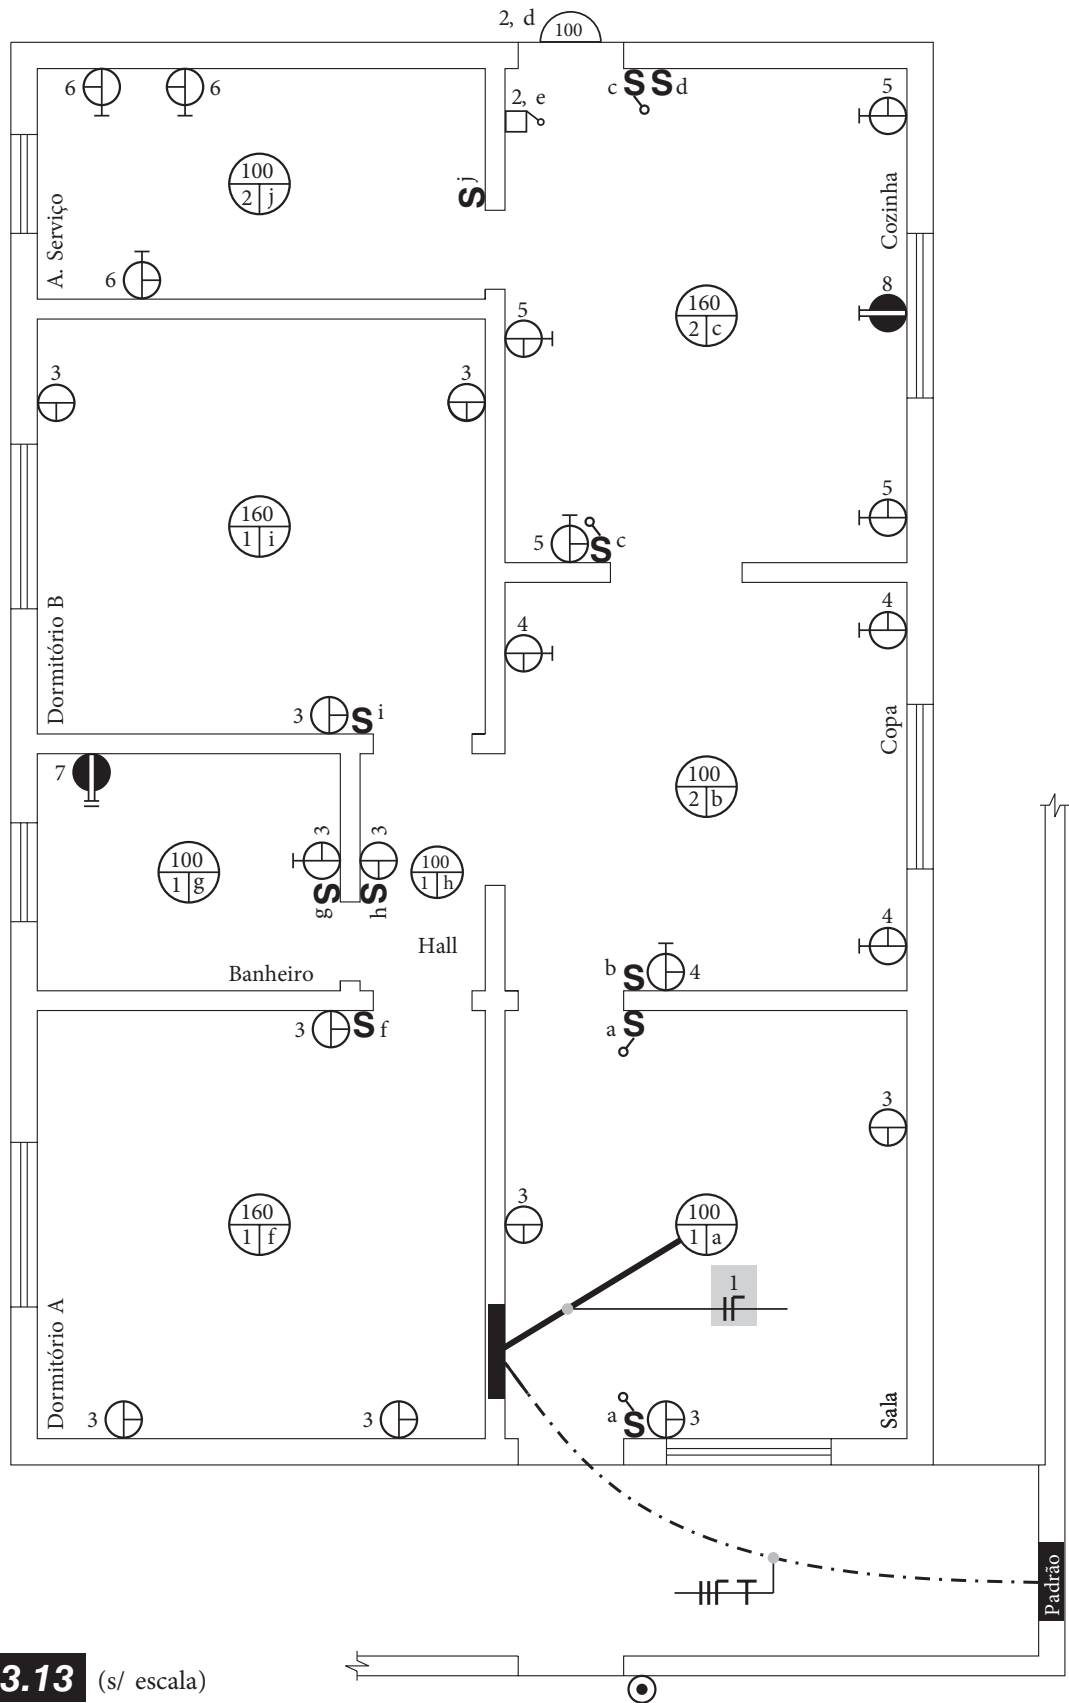 2, d
100
c S S d
6
6
2, e
5
100
2 j
S j
A. Serviço
Cozinha
6
8
5
160
2 c
3
3
5
160
1 i
5
S c
4
4
Dormitório B
3
S i
Copa
7
100
2 b
3
3
100
1 g
100
1 h
S g
S h
Hall
4
Banheiro
b S
4
3
S f
a S
3
3
160
1 f
100
1 a
1
Dormitório A
Sala
3
3
a S
3
Padrão
3.13 (s/ escala)